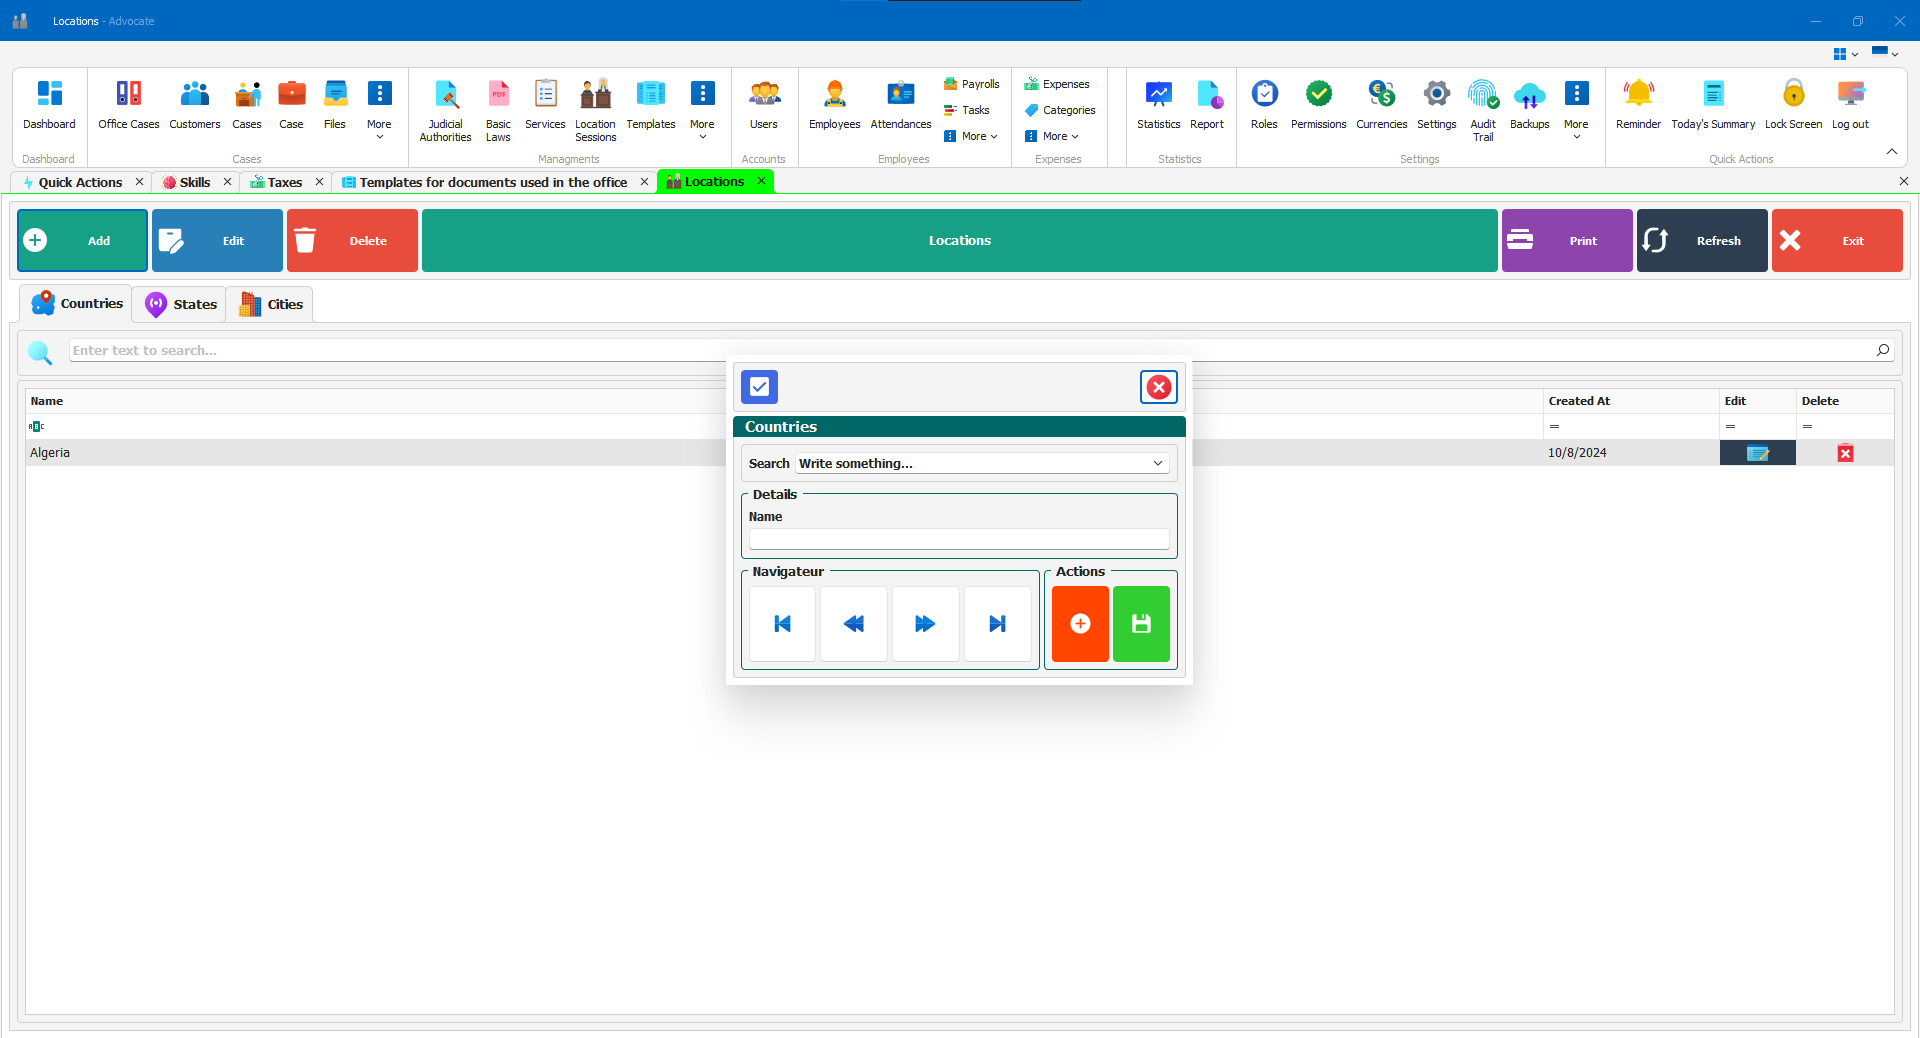 Locations - Advocate
Dashboard
Office Cases
Customers
Cases
Case
Files
More
Judicial Authorities
Basic Laws
Services
Location Sessions
Templates
More
Users
Employees
Attendances
Payrolls
Tasks
More
Expenses
Categories
More
Statistics
Report
Roles
Permissions
Currencies
Settings
Audit Trail
Backups
More
Reminder
Today's Summary
Lock Screen
Log out
Dashboard
Cases
Managments
Accounts
Employees
Expenses
Statistics
Settings
Quick Actions
Quick Actions
Skills
Taxes
Templates for documents used in the office
Locations
Add
Edit
Delete
Locations
Print
Refresh
Exit
Countries
States
Cities
Enter text to search...
Name
Created At
Edit
Delete
Algeria
10/8/2024
Countries
Search Write something...
Details
Name
Navigateur
Actions